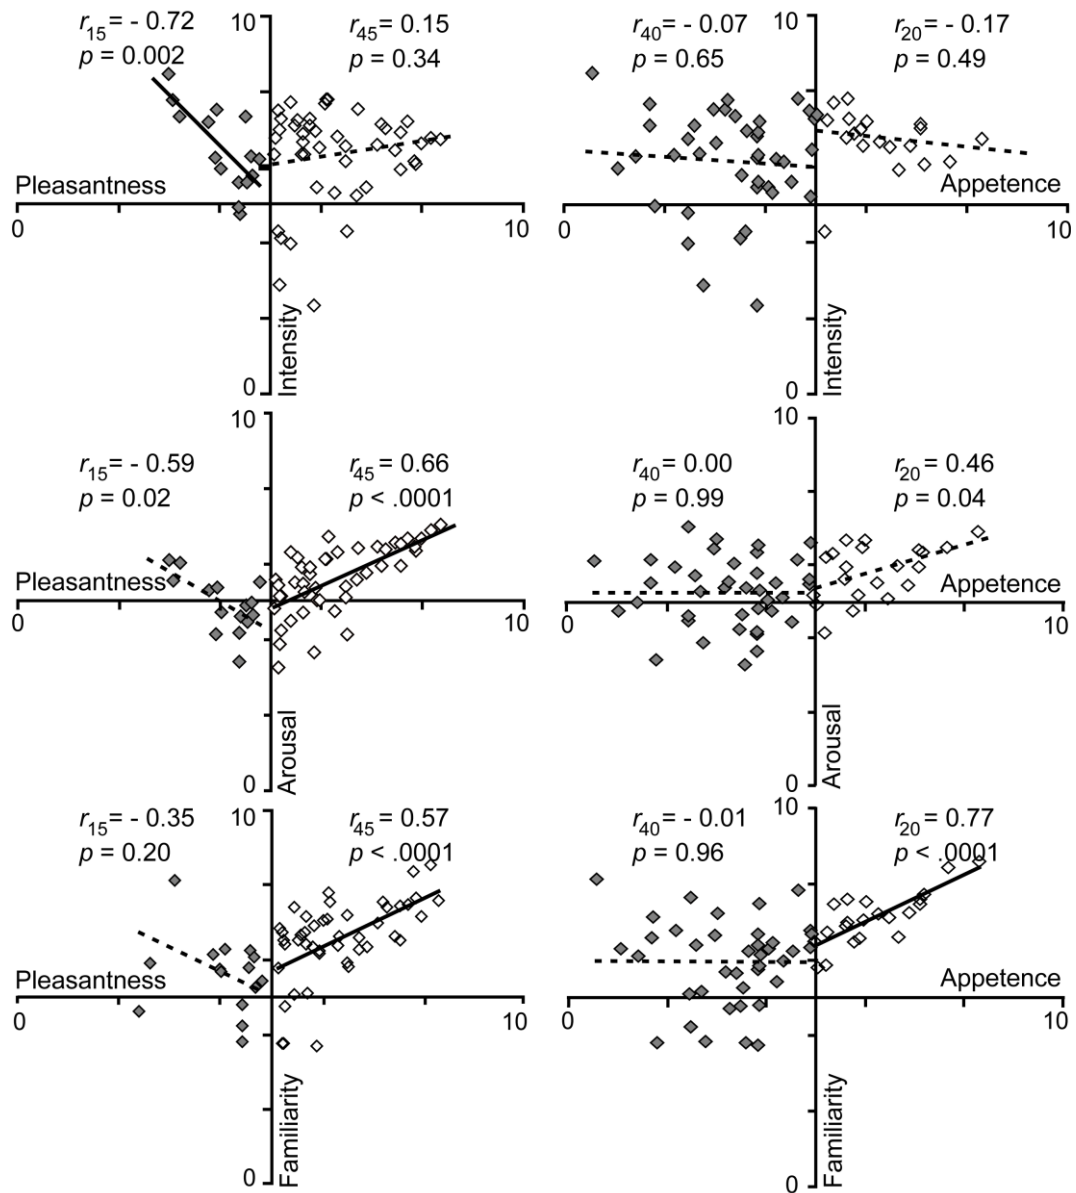 10
r15= - 0.72
p = 0.002
r45= 0.15
p = 0.34
Pleasantness
0
10
Intensity
0
10
r40= - 0.07
p = 0.65
r20= - 0.17
p = 0.49
Appetence
0
10
Intensity
0
10
r15= - 0.59
p = 0.02
r45= 0.66
p < .0001
Pleasantness
0
10
Arousal
0
10
r40= 0.00
p = 0.99
r20= 0.46
p = 0.04
Appetence
0
10
Arousal
0
10
r15= - 0.35
p = 0.20
r45= 0.57
p < .0001
Pleasantness
0
10
Familiarity
0
10
r40= - 0.01
p = 0.96
r20= 0.77
p < .0001
Appetence
0
10
Familiarity
0